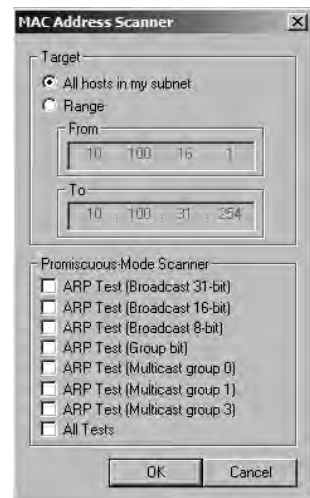 MAC Address Scanner
Target
All hosts in my subnet
Range
From
10 . 100 . 16 . 1
To
10 . 100 . 31 . 254
Promiscuous-Mode Scanner
ARP Test (Broadcast 31-bit)
ARP Test (Broadcast 16-bit)
ARP Test (Broadcast 8-bit)
ARP Test (Group bit)
ARP Test (Multicast group 0)
ARP Test (Multicast group 1)
ARP Test (Multicast group 3)
All Tests
OK Cancel